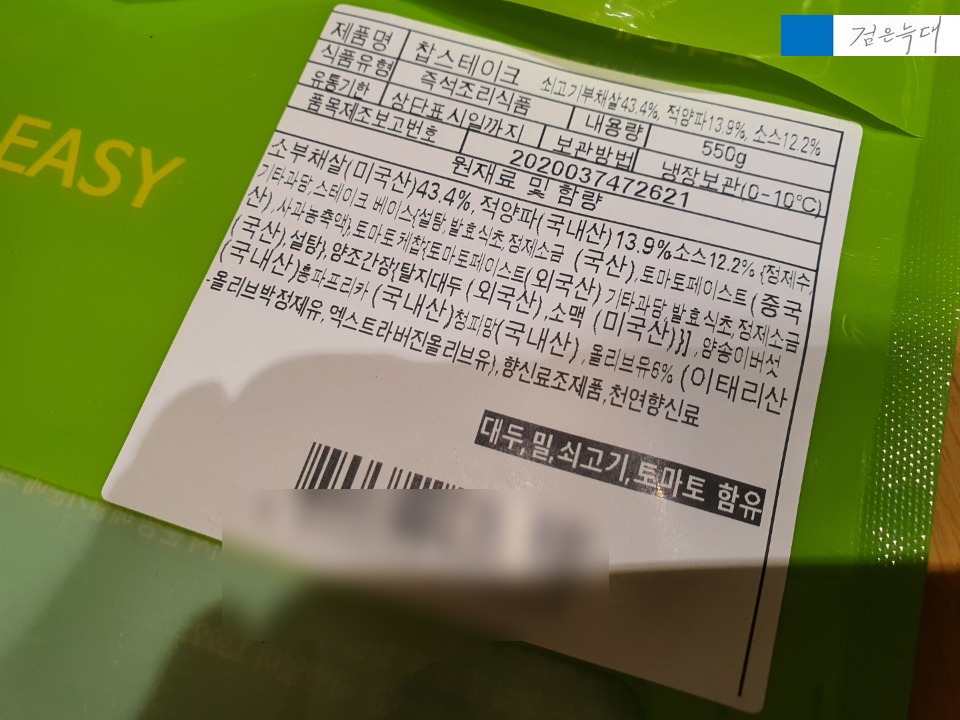 검은늑대
EASY
제품명 찹스테이크 쇠고기부채살43.4%, 적양파13.9%, 소스12.2%
식품유형 즉석조리식품 내용량 550g
유통기한 상단표시일까지 보관방법 냉장보관(0-10℃)
품목제조보고번호 2020037472621
원재료 및 함량
소부채살(미국산)43.4%, 적양파(국내산)13.9%소스12.2% {정제수,
기타과당,스테이크 베이스{설탕,발효식초,정제소금 (국산),토마토페이스트(중국
산),사과농축액},토마토케찹{토마토페이스트(외국산),기타과당,발효식초,정제소금
(국산),설탕},양조간장{탈지대두 (외국산),소맥 (미국산)}],양송이버섯
(국내산)홍파프리카(국내산)청피망(국내산),올리브유6% (이태리산
-올리브박정제유,엑스트라버진올리브유),향신료조제품,천연향신료
대두,밀,쇠고기,토마토 함유